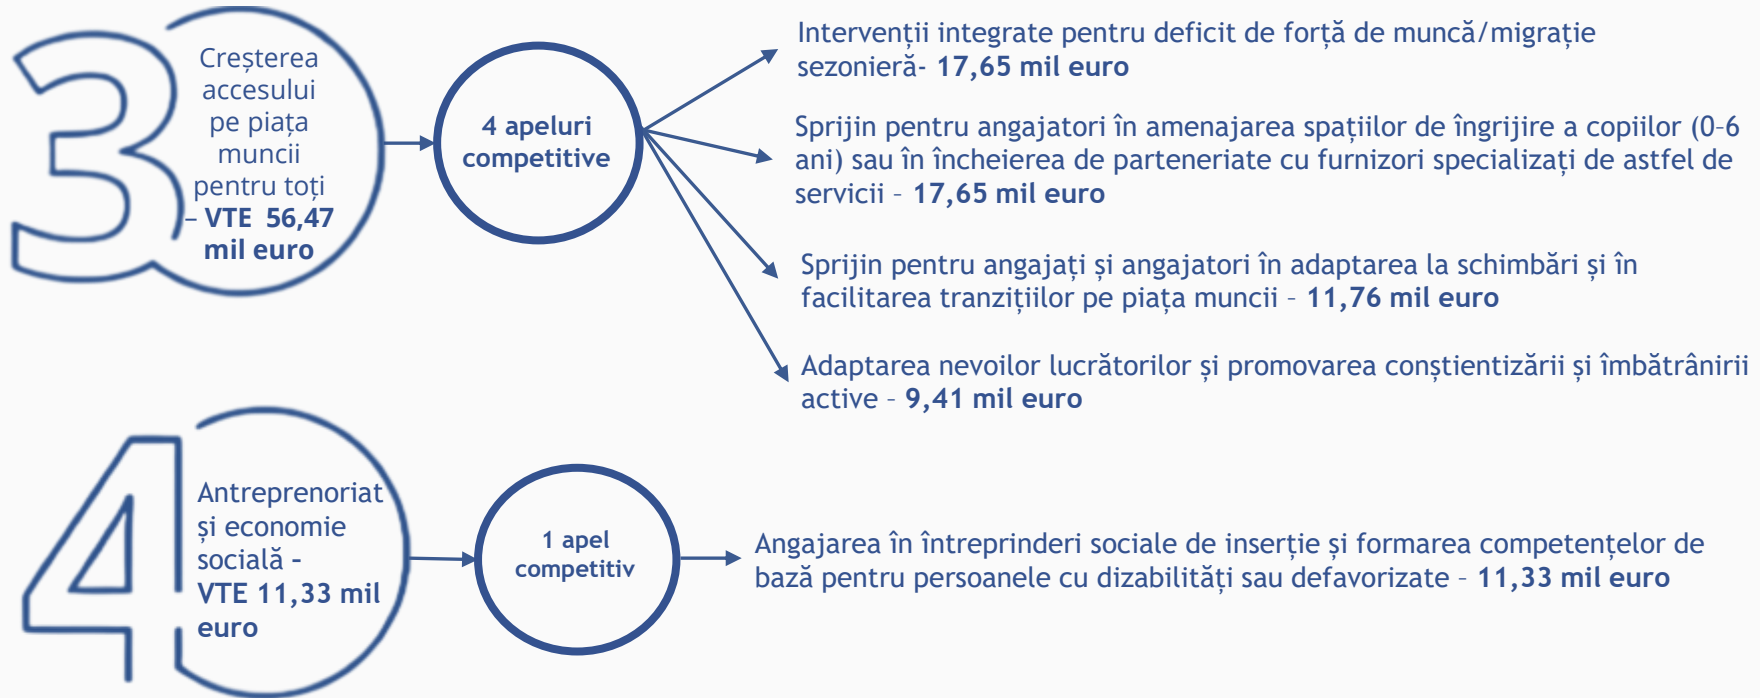 3
Creșterea
accesului
pe piața
muncii
pentru toți
– VTE 56,47
mil euro
4 apeluri
competitive
Intervenții integrate pentru deficit de forță de muncă/migrație
sezonieră- 17,65 mil euro
Sprijin pentru angajatori în amenajarea spațiilor de îngrijire a copiilor (0–6
ani) sau în încheierea de parteneriate cu furnizori specializați de astfel de
servicii – 17,65 mil euro
Sprijin pentru angajați și angajatori în adaptarea la schimbări și în
facilitarea tranzițiilor pe piața muncii – 11,76 mil euro
Adaptarea nevoilor lucrătorilor și promovarea conștientizării și îmbătrânirii
active – 9,41 mil euro
4
Antreprenoriat
și economie
socială –
VTE 11,33 mil
euro
1 apel
competitiv
Angajarea în întreprinderi sociale de inserție și formarea competențelor de
bază pentru persoanele cu dizabilități sau defavorizate – 11,33 mil euro